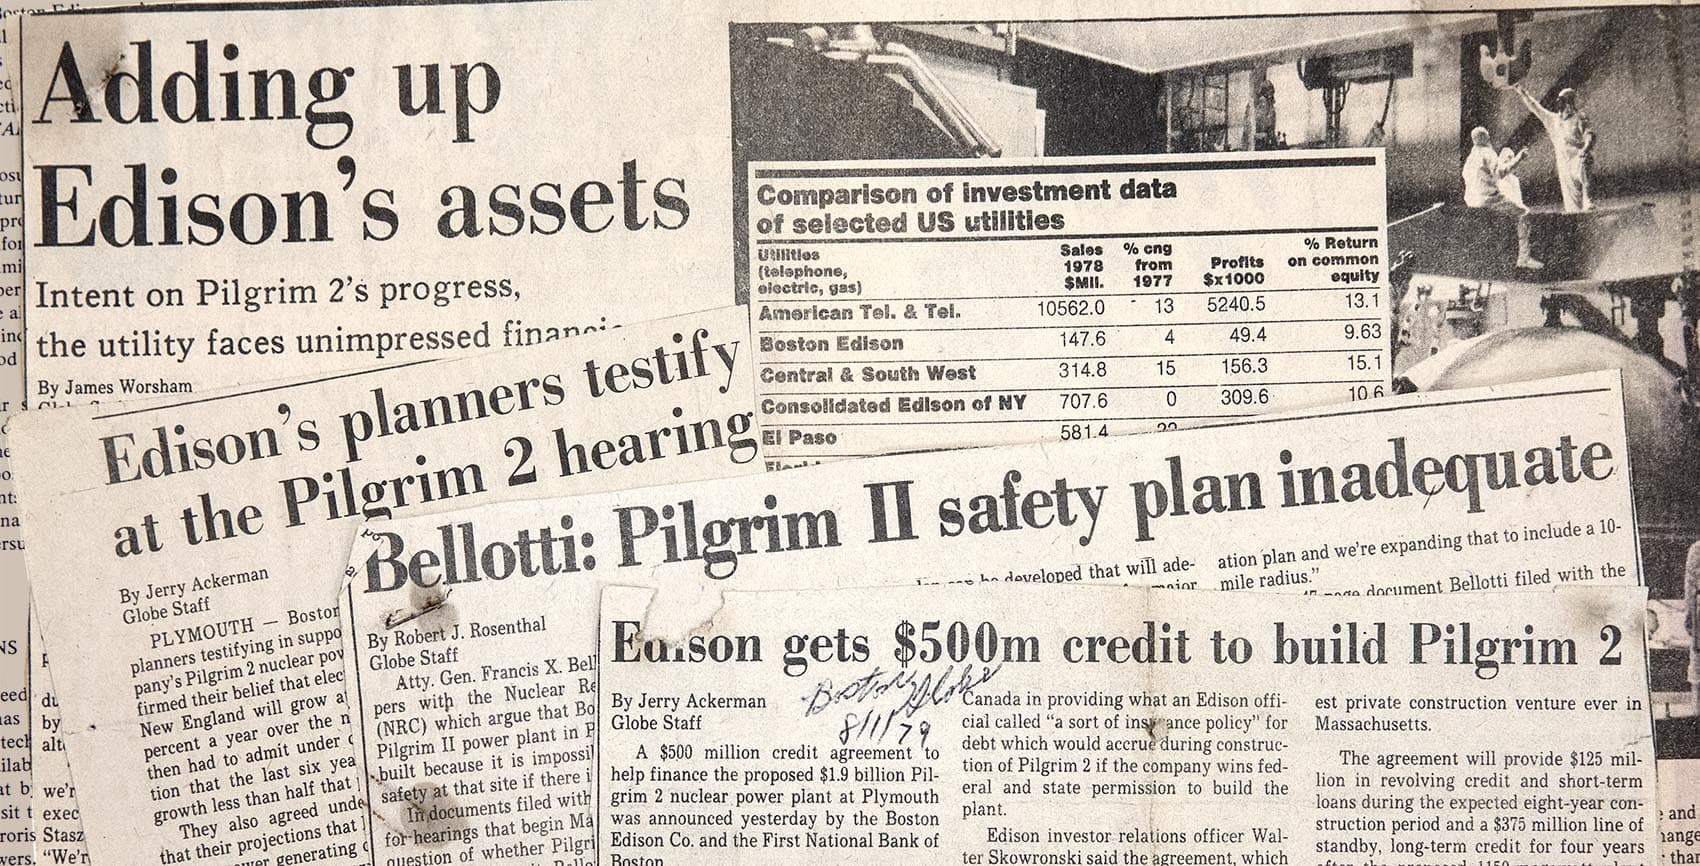 Adding up
Edison's assets
Intent on Pilgrim 2's progress,
the utility faces unimpressed
By James Worsham
Comparison of investment data
of selected US utilities
Utilities (telephone, electric, gas) Sales 1978 $Mil. % cng from 1977 Profits $x1000 % Return on common equity
American Tel. & Tel. 10562.0 13 5240.5 13.1
Boston Edison 147.6 4 49.4 9.63
Central & South West 314.8 15 156.3 15.1
Consolidated Edison of NY 707.6 0 309.6 10.6
El Paso 581.4
Edison's planners testify
at the Pilgrim 2 hearing
By Jerry Ackerman
Globe Staff
PLYMOUTH — Boston
planners testifying in suppo
pany's Pilgrim 2 nuclear pow
firmed their belief that elec
New England will grow a
percent a year over the n
then had to admit under
tion that the last six yea
growth less than half that
They also agreed unde
that their projections that
generating
Bellotti: Pilgrim II safety plan inadequate
By Robert J. Rosenthal
Globe Staff
Atty. Gen. Francis X. Bel
pers with the Nuclear Re
(NRC) which argue that Bo
Pilgrim II power plant in P
built because it is impossi
safety at that site if there i
In documents filed with
for hearings that begin Ma
question of whether Pilgri
be developed that will ade-
ation plan and we're expanding that to include a 10-
mile radius."
document Bellotti filed with the
Edison gets $500m credit to build Pilgrim 2
Boston Globe
8/1/79
By Jerry Ackerman
Globe Staff
A $500 million credit agreement to
help finance the proposed $1.9 billion Pil-
grim 2 nuclear power plant at Plymouth
was announced yesterday by the Boston
Edison Co. and the First National Bank of
Boston.
Canada in providing what an Edison offi-
cial called "a sort of insurance policy" for
debt which would accrue during construc-
tion of Pilgrim 2 if the company wins fed-
eral and state permission to build the
plant.
Edison investor relations officer Wal-
ter Skowronski said the agreement, which
est private construction venture ever in
Massachusetts.
The agreement will provide $125 mil-
lion in revolving credit and short-term
loans during the expected eight-year con-
struction period and a $375 million line of
standby, long-term credit for four years